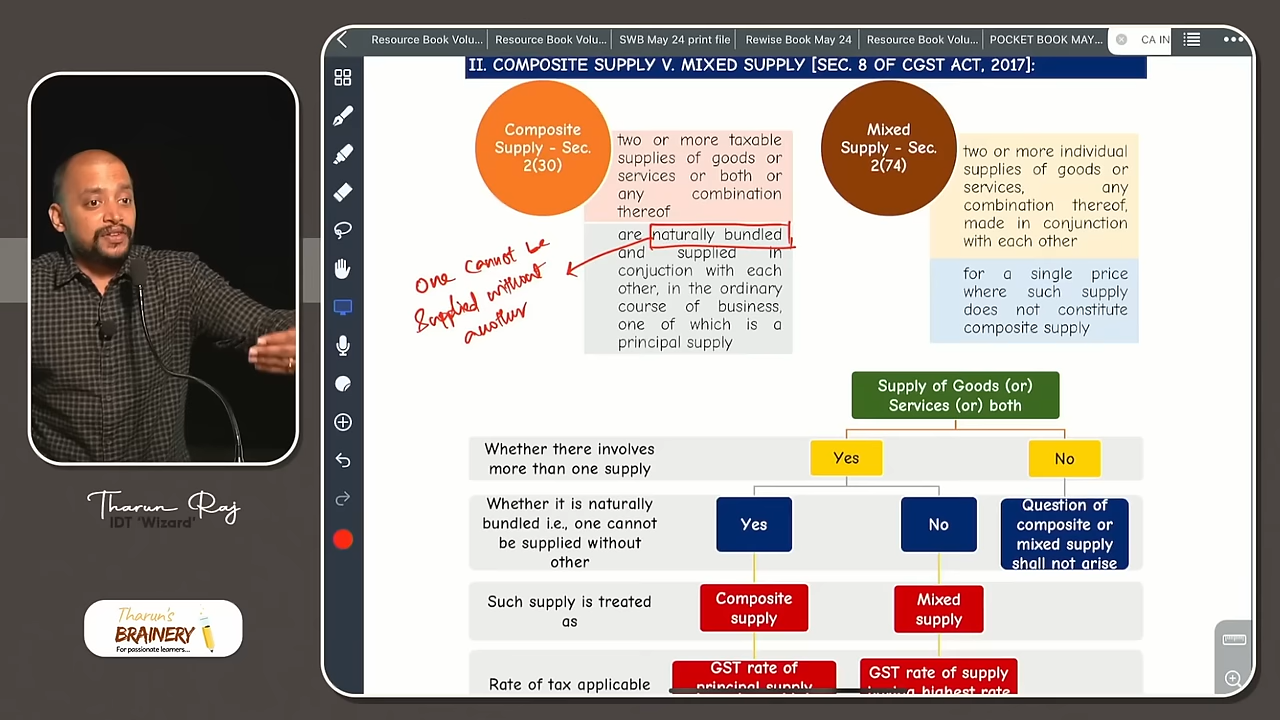 Resource Book Volu...
Resource Book Volu...
SWB May 24 print file
Rewise Book May 24
Resource Book Volu...
POCKET BOOK MAY...
CA IN
II. COMPOSITE SUPPLY V. MIXED SUPPLY [SEC. 8 OF CGST ACT, 2017]:
Composite
Supply - Sec.
2(30)
two or more taxable
supplies of goods or
services or both or
any combination
thereof
are naturally bundled
and supplied in
conjuction with each
other, in the ordinary
course of business,
one of which is a
principal supply
One cannot be
supplied without
another
Mixed
Supply - Sec.
2(74)
two or more individual
supplies of goods or
services, any
combination thereof,
made in conjunction
with each other
for a single price
where such supply
does not constitute
composite supply
Supply of Goods (or)
Services (or) both
Whether there involves
more than one supply
Yes
No
Whether it is naturally
bundled i.e., one cannot
be supplied without
other
Yes
No
Question of
composite or
mixed supply
shall not arise
Such supply is treated
as
Composite
supply
Mixed
supply
Rate of tax applicable
GST rate of
principal supply
GST rate of supply
highest rate
Tharun Raj
IDT 'Wizard'
Tharun's
BRAINERY
For passionate learners...